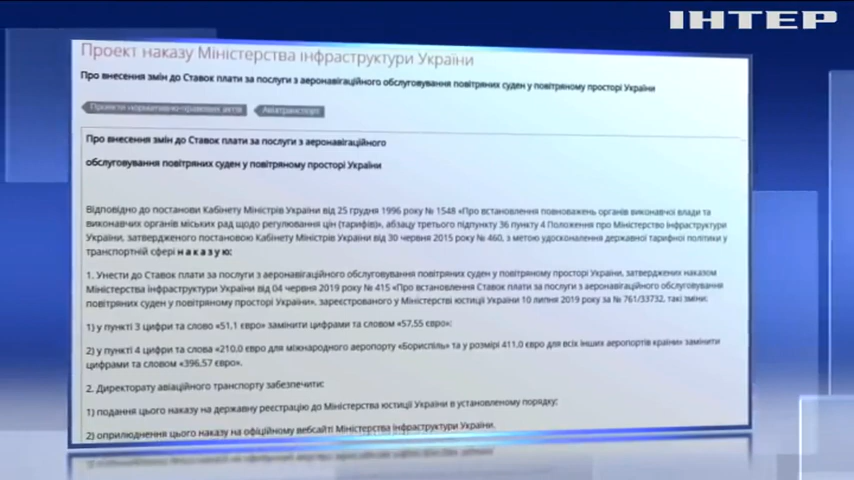 ІНТЕР
Проект наказу Міністерства інфраструктури України
Про внесення змін до Ставок плати за послуги з аеронавігаційного обслуговування повітряних суден у повітряному просторі України
Проекти нормативно-правових актів Авіатранспорт
Про внесення змін до Ставок плати за послуги з аеронавігаційного
обслуговування повітряних суден у повітряному просторі України
Відповідно до постанови Кабінету Міністрів України від 25 грудня 1996 року № 1548 «Про встановлення повноважень органів виконавчої влади та
виконавчих органів міських рад щодо регулювання цін (тарифів)», абзацу третього підпункту 36 пункту 4 Положення про Міністерство інфраструктури
України, затвердженого постановою Кабінету Міністрів України від 30 червня 2015 року № 460, з метою удосконалення державної тарифної політики у
транспортній сфері н а к а з у ю:
1. Унести до Ставок плати за послуги з аеронавігаційного обслуговування повітряних суден у повітряному просторі України, затверджених наказом
Міністерства інфраструктури України від 04 червня 2019 року № 415 «Про встановлення Ставок плати за послуги з аеронавігаційного обслуговування
повітряних суден у повітряному просторі України», зареєстрованого у Міністерстві юстиції України 10 липня 2019 року за № 761/33732, такі зміни:
1) у пункті 3 цифри та слово «51,1 євро» замінити цифрами та словом «57,55 євро»;
2) у пункті 4 цифри та слова «210,0 євро для міжнародного аеропорту «Бориспіль» та у розмірі 411,0 євро для всіх інших аеропортів країни» замінити
цифрами та словом «396,57 євро».
2. Директорату авіаційного транспорту забезпечити:
1) подання цього наказу на державну реєстрацію до Міністерства юстиції України в установленому порядку;
2) оприлюднення цього наказу на офіційному вебсайті Міністерства інфраструктури України.